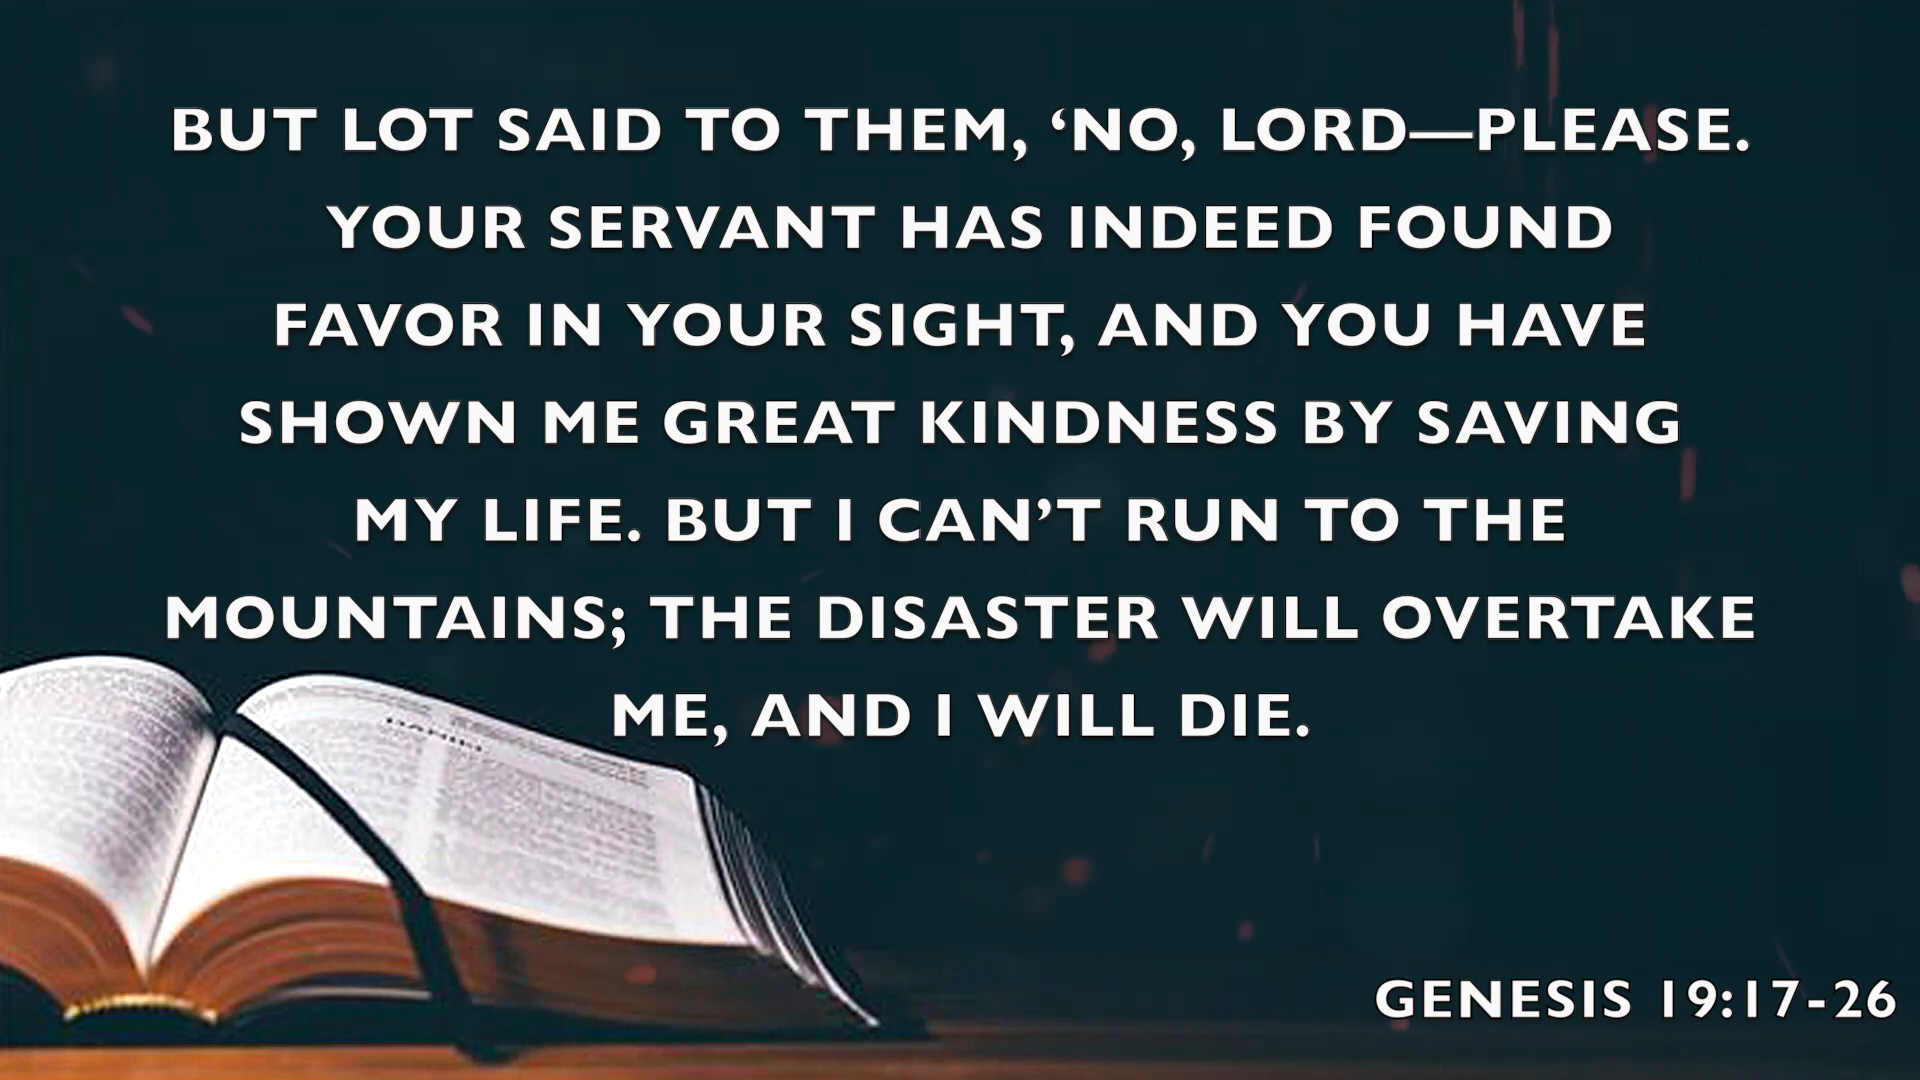 BUT LOT SAID TO THEM, ‘NO, LORD—PLEASE.
YOUR SERVANT HAS INDEED FOUND
FAVOR IN YOUR SIGHT, AND YOU HAVE
SHOWN ME GREAT KINDNESS BY SAVING
MY LIFE. BUT I CAN’T RUN TO THE
MOUNTAINS; THE DISASTER WILL OVERTAKE
ME, AND I WILL DIE.
DANIEL
GENESIS 19:17-26